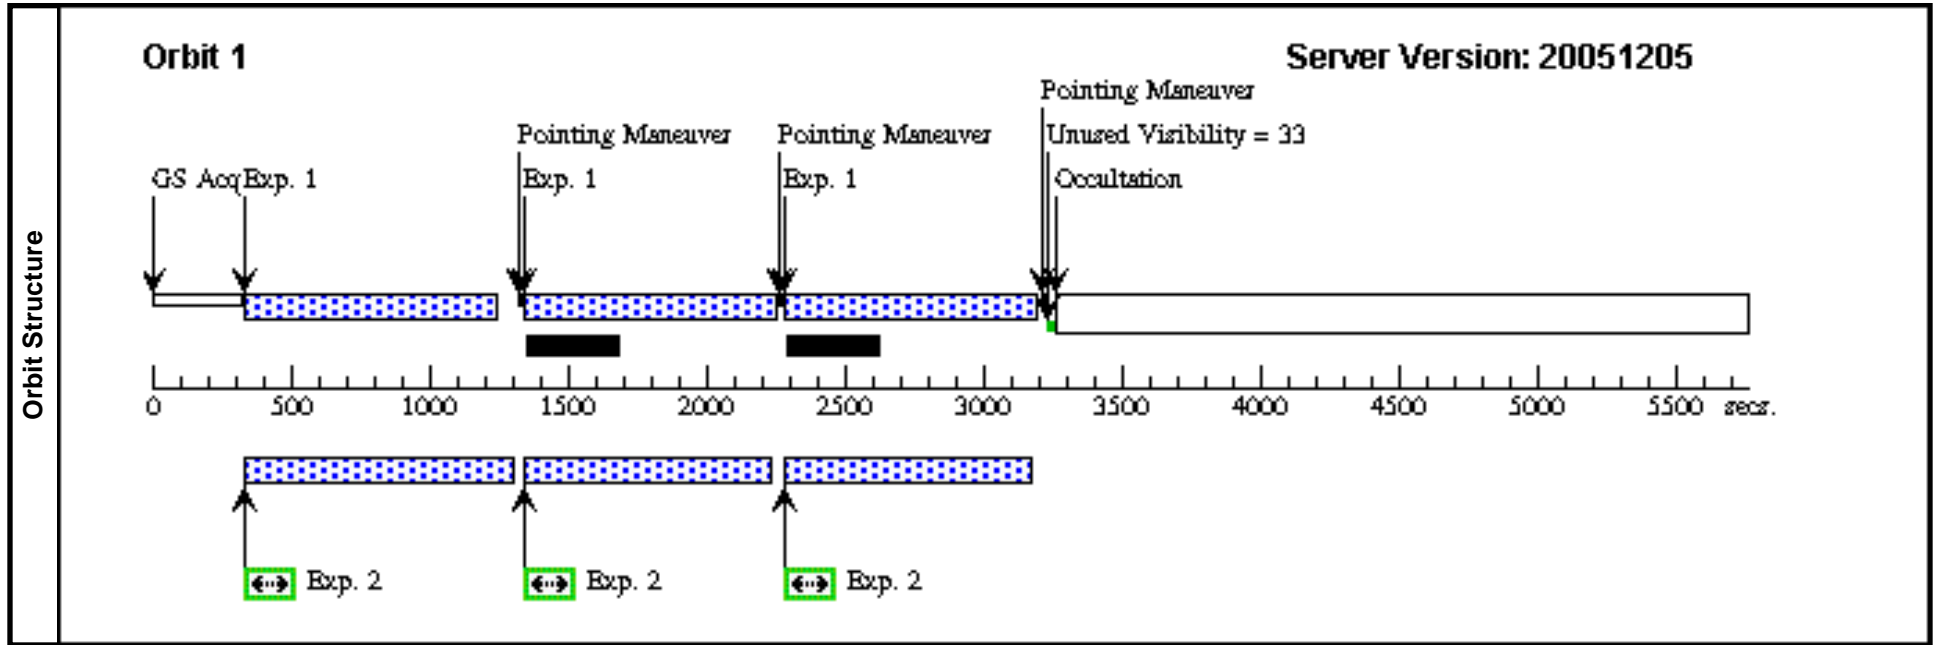 Orbit Structure
Orbit 1
Server Version: 20051205
Pointing Maneuver
Pointing Maneuver
Pointing Maneuver
Unused Visibility = 33
GS Acq
Exp. 1
Exp. 1
Exp. 1
Occultation
0 500 1000 1500 2000 2500 3000 3500 4000 4500 5000 5500 secs.
Exp. 2
Exp. 2
Exp. 2